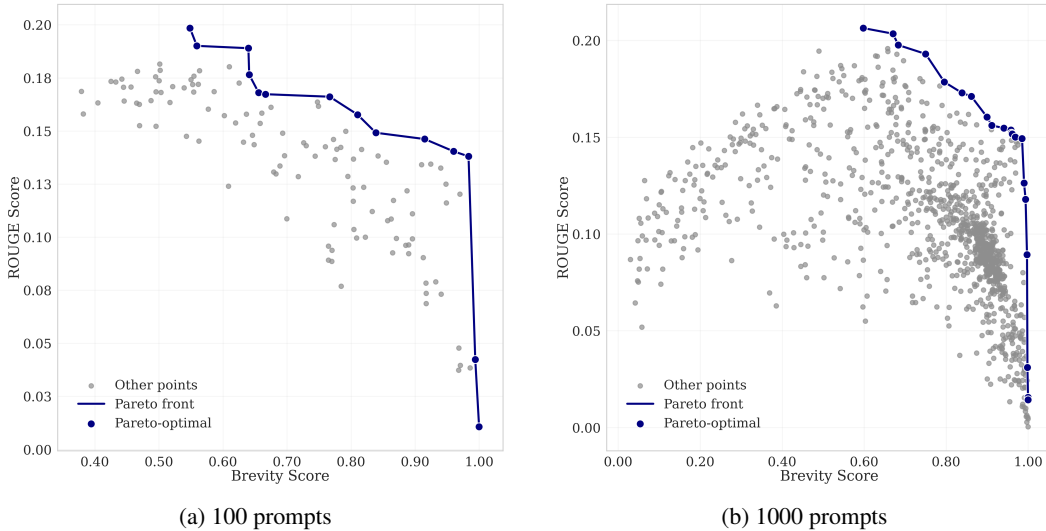 0.20
0.18
0.15
0.13
0.10
0.08
0.05
0.03
0.00
ROUGE Score
Other points
Pareto front
Pareto-optimal
0.40 0.50 0.60 0.70 0.80 0.90 1.00
Brevity Score
(a) 100 prompts
0.20
0.15
0.10
0.05
0.00
ROUGE Score
Other points
Pareto front
Pareto-optimal
0.00 0.20 0.40 0.60 0.80 1.00
Brevity Score
(b) 1000 prompts